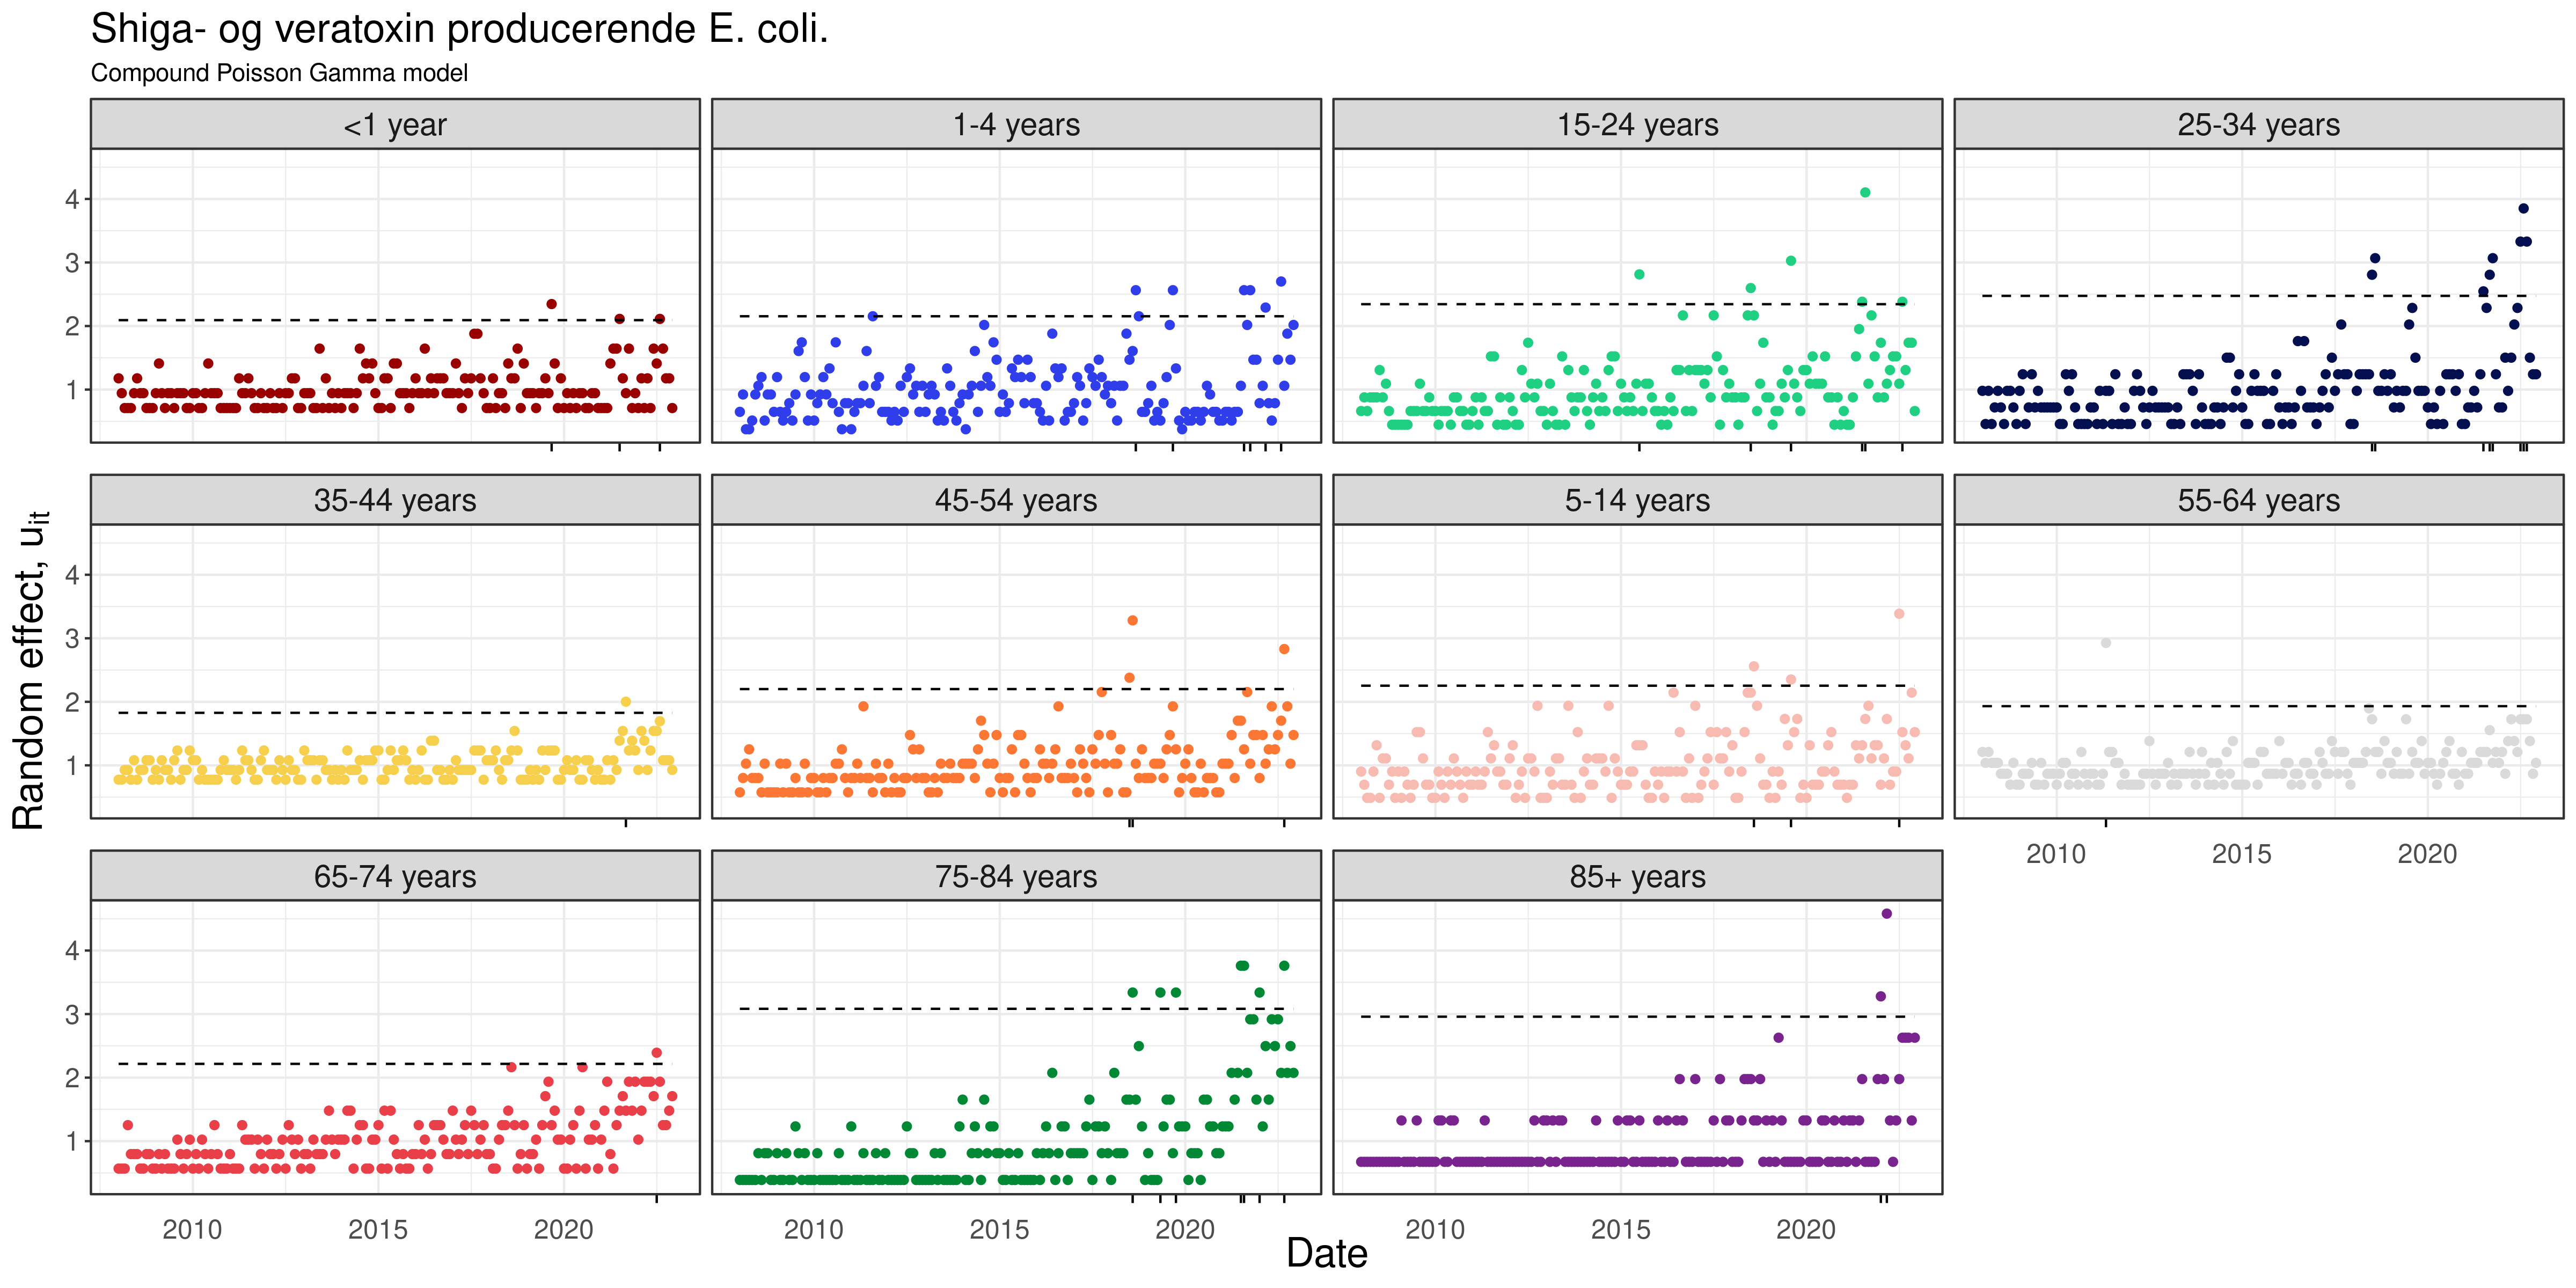 Shiga- og veratoxin producerende E. coli.
Compound Poisson Gamma model
<1 year
1-4 years
15-24 years
25-34 years
4
3
2
1
35-44 years
45-54 years
5-14 years
55-64 years
4
3
2
1
2010 2015 2020
65-74 years
75-84 years
85+ years
4
3
2
1
2010 2015 2020
2010 2015 2020
2010 2015 2020
Random effect, uit
Date